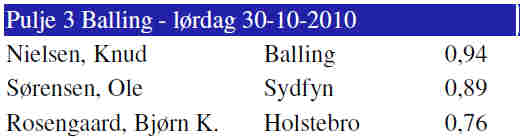 Pulje 3 Balling - lørdag 30-10-2010
Nielsen, Knud Balling 0,94
Sørensen, Ole Sydfyn 0,89
Rosengaard, Bjørn K. Holstebro 0,76